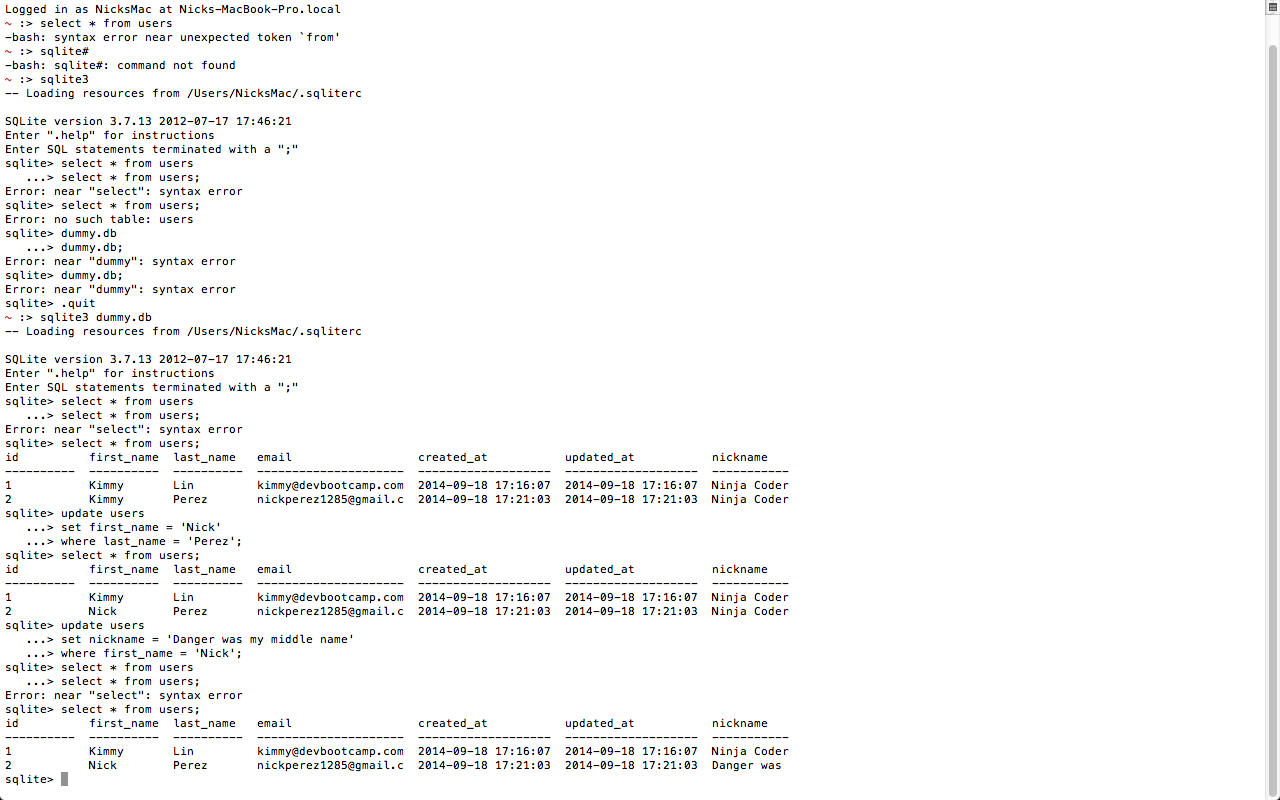 Logged in as NicksMac at Nicks-MacBook-Pro.local
~ :> select * from users
-bash: syntax error near unexpected token `from'
~ :> sqlite#
-bash: sqlite#: command not found
~ :> sqlite3
-- Loading resources from /Users/NicksMac/.sqliterc

SQLite version 3.7.13 2012-07-17 17:46:21
Enter ".help" for instructions
Enter SQL statements terminated with a ";"
sqlite> select * from users
   ...> select * from users;
Error: near "select": syntax error
sqlite> select * from users;
Error: no such table: users
sqlite> dummy.db
   ...> dummy.db;
Error: near "dummy": syntax error
sqlite> dummy.db;
Error: near "dummy": syntax error
sqlite> .quit
~ :> sqlite3 dummy.db
-- Loading resources from /Users/NicksMac/.sqliterc

SQLite version 3.7.13 2012-07-17 17:46:21
Enter ".help" for instructions
Enter SQL statements terminated with a ";"
sqlite> select * from users
   ...> select * from users;
Error: near "select": syntax error
sqlite> select * from users;
id          first_name  last_name   email                  created_at           updated_at           nickname
----------  ----------  ----------  ---------------------  -------------------  -------------------  -----------
1           Kimmy       Lin         kimmy@devbootcamp.com  2014-09-18 17:16:07  2014-09-18 17:16:07  Ninja Coder
2           Kimmy       Perez       nickperez1285@gmail.c  2014-09-18 17:21:03  2014-09-18 17:21:03  Ninja Coder
sqlite> update users
   ...> set first_name = 'Nick'
   ...> where last_name = 'Perez';
sqlite> select * from users;
id          first_name  last_name   email                  created_at           updated_at           nickname
----------  ----------  ----------  ---------------------  -------------------  -------------------  -----------
1           Kimmy       Lin         kimmy@devbootcamp.com  2014-09-18 17:16:07  2014-09-18 17:16:07  Ninja Coder
2           Nick        Perez       nickperez1285@gmail.c  2014-09-18 17:21:03  2014-09-18 17:21:03  Ninja Coder
sqlite> update users
   ...> set nickname = 'Danger was my middle name'
   ...> where first_name = 'Nick';
sqlite> select * from users
   ...> select * from users;
Error: near "select": syntax error
sqlite> select * from users;
id          first_name  last_name   email                  created_at           updated_at           nickname
----------  ----------  ----------  ---------------------  -------------------  -------------------  -----------
1           Kimmy       Lin         kimmy@devbootcamp.com  2014-09-18 17:16:07  2014-09-18 17:16:07  Ninja Coder
2           Nick        Perez       nickperez1285@gmail.c  2014-09-18 17:21:03  2014-09-18 17:21:03  Danger was
sqlite>